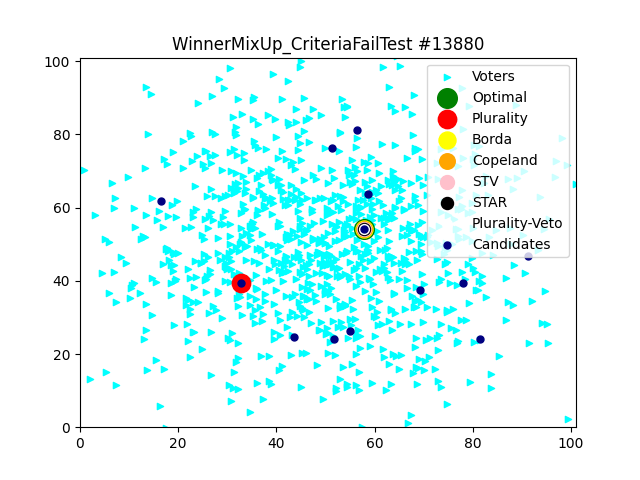 WinnerMixUp_CriteriaFailTest #13880
100
80
60
40
20
0
0
20
40
60
80
100
Voters
Optimal
Plurality
Borda
Copeland
STV
STAR
Plurality-Veto
Candidates